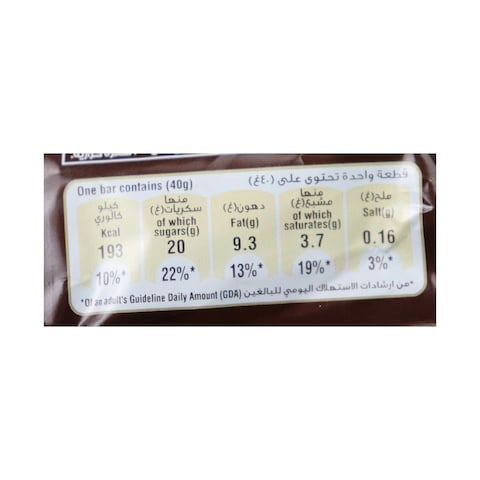 One bar contains (40g) قطعة واحدة تحتوي على (٤٠غ)
كيلو كالوري
Kcal
193
10%*
منها سكريات(غ)
of which sugars(g)
20
22%*
دهون(غ)
Fat(g)
9.3
13%*
منها مشبع(غ)
of which saturates(g)
3.7
19%*
ملح(غ)
Salt(g)
0.16
3%*
*Of an adult's Guideline Daily Amount (GDA) من ارشادات الاستهلاك اليومي للبالغين*